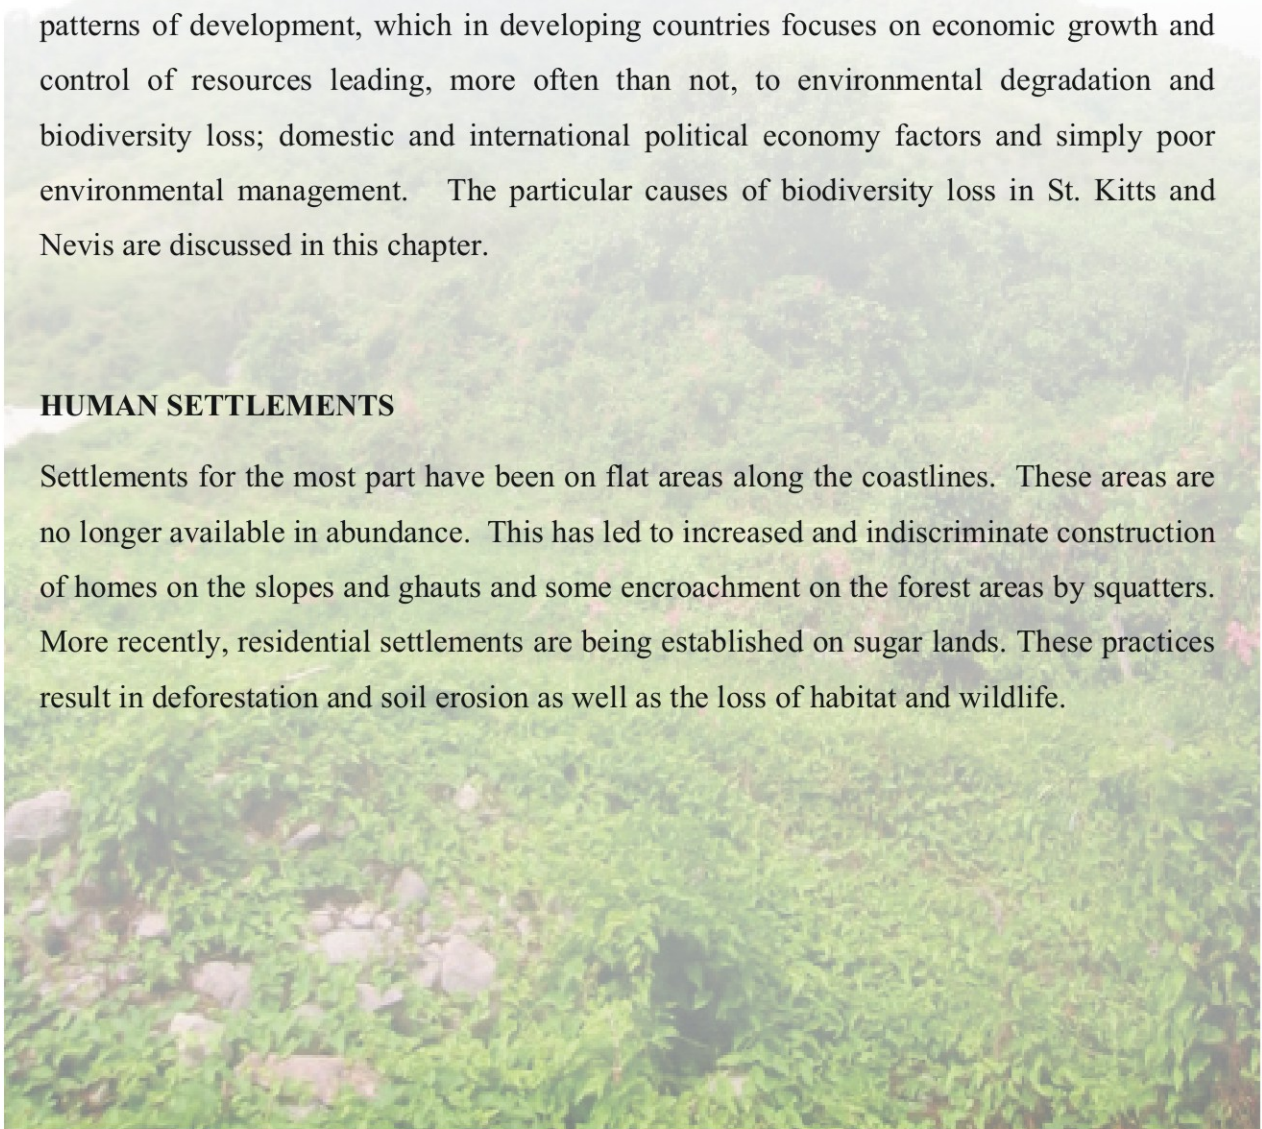 patterns of development, which in developing countries focuses on economic growth and
control of resources leading, more often than not, to environmental degradation and
biodiversity loss; domestic and international political economy factors and simply poor
environmental management.   The particular causes of biodiversity loss in St. Kitts and
Nevis are discussed in this chapter.
HUMAN SETTLEMENTS
Settlements for the most part have been on flat areas along the coastlines.  These areas are
no longer available in abundance.  This has led to increased and indiscriminate construction
of homes on the slopes and ghauts and some encroachment on the forest areas by squatters.
More recently, residential settlements are being established on sugar lands. These practices
result in deforestation and soil erosion as well as the loss of habitat and wildlife.